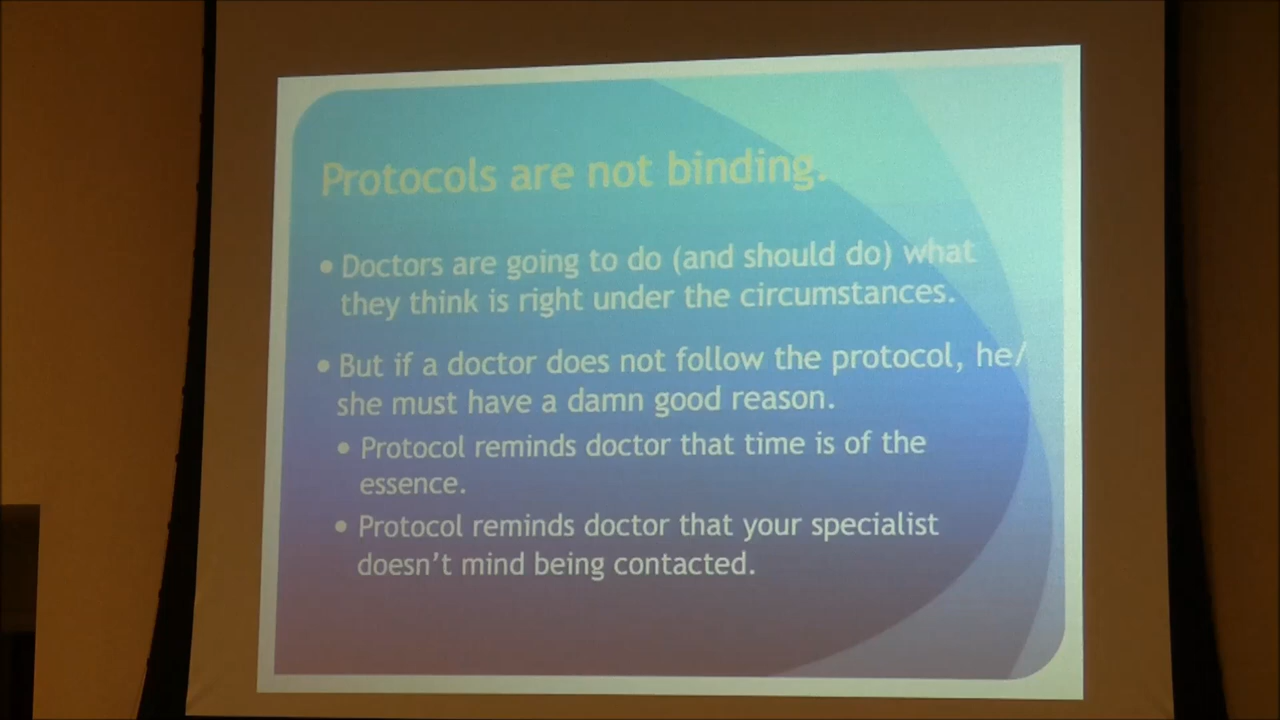 Protocols are not binding.
• Doctors are going to do (and should do) what
they think is right under the circumstances.
• But if a doctor does not follow the protocol, he/
she must have a damn good reason.
• Protocol reminds doctor that time is of the
essence.
• Protocol reminds doctor that your specialist
doesn't mind being contacted.